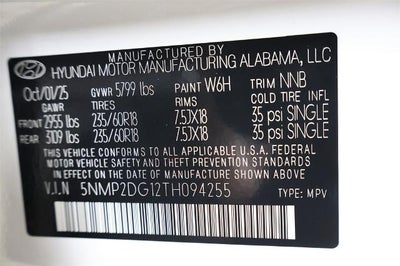 MANUFACTURED BY
HYUNDAI MOTOR MANUFACTURING ALABAMA, LLC
Oct/01/25 GVWR 5799 lbs PAINT W6H TRIM NNB
GAWR TIRES RIMS COLD TIRE INF.
FRONT 2955 lbs 235/60R18 7.5JX18 35 psi SINGLE
REAR 3109 lbs 235/60R18 7.5JX18 35 psi SINGLE
THIS VEHICLE CONFORMS TO ALL APPLICABLE U.S.A. FEDERAL
MOTOR VEHICLE SAFETY, BUMPER, AND THEFT PREVENTION
STANDARDS IN EFFECT ON THE DATE OF MANUFACTURE SHOWN ABOVE
V.I.N 5NMP2DG12TH094255 TYPE: MPV